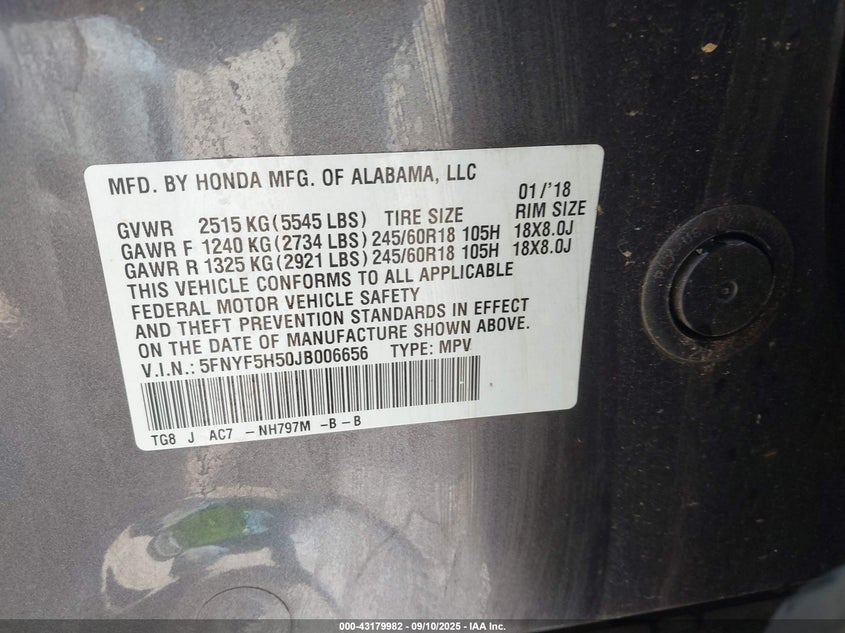 MFD. BY HONDA MFG. OF ALABAMA, LLC 01/'18
GVWR 2515 KG (5545 LBS) TIRE SIZE RIM SIZE
GAWR F 1240 KG (2734 LBS) 245/60R18 105H 18X8.0J
GAWR R 1325 KG (2921 LBS) 245/60R18 105H 18X8.0J
THIS VEHICLE CONFORMS TO ALL APPLICABLE
FEDERAL MOTOR VEHICLE SAFETY
AND THEFT PREVENTION STANDARDS IN EFFECT
ON THE DATE OF MANUFACTURE SHOWN ABOVE.
V.I.N.: 5FNYF5H50JB006656 TYPE: MPV
TG8 J AC7 - NH797M - B - B
000-43179982 - 09/10/2025 - IAA Inc.